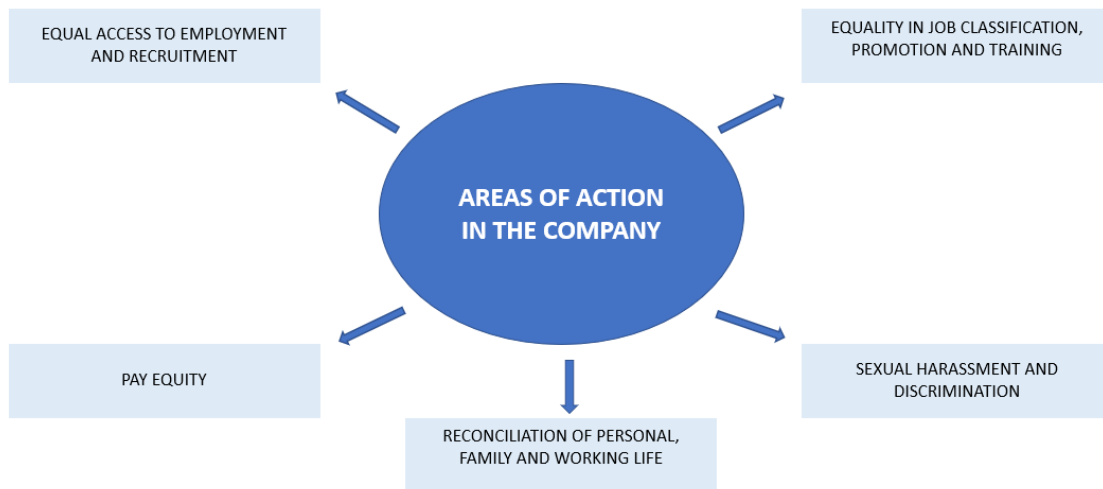 EQUAL ACCESS TO EMPLOYMENT
AND RECRUITMENT
EQUALITY IN JOB CLASSIFICATION,
PROMOTION AND TRAINING
AREAS OF ACTION
IN THE COMPANY
PAY EQUITY
SEXUAL HARASSMENT AND
DISCRIMINATION
RECONCILIATION OF PERSONAL,
FAMILY AND WORKING LIFE